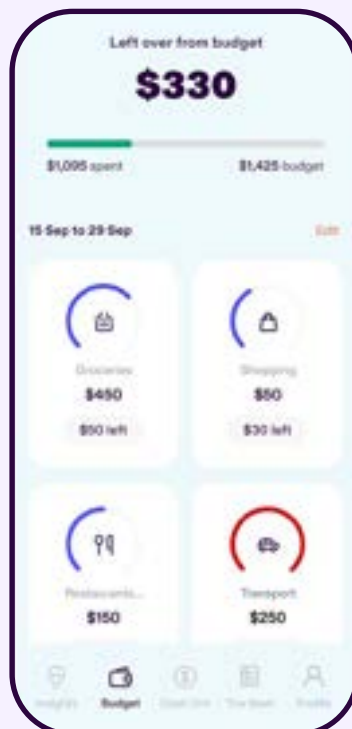 Left over from budget
$330
$1,095 spent $1,425 budget
15 Sep to 29 Sep Edit
Groceries Shopping
$450 $50
$50 left $30 left
Restaurants... Transport
$150 $250
Insights Budget Profile